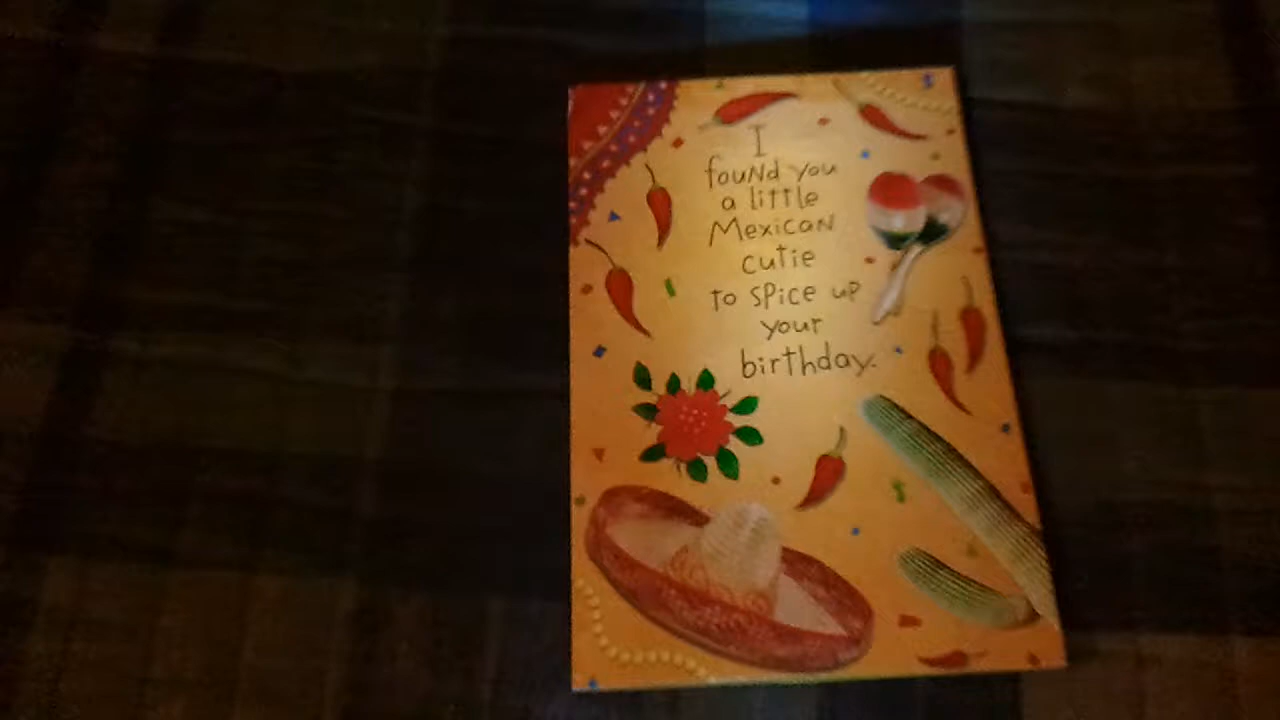 I
found you
a little
Mexican
cutie
to spice up
your
birthday.